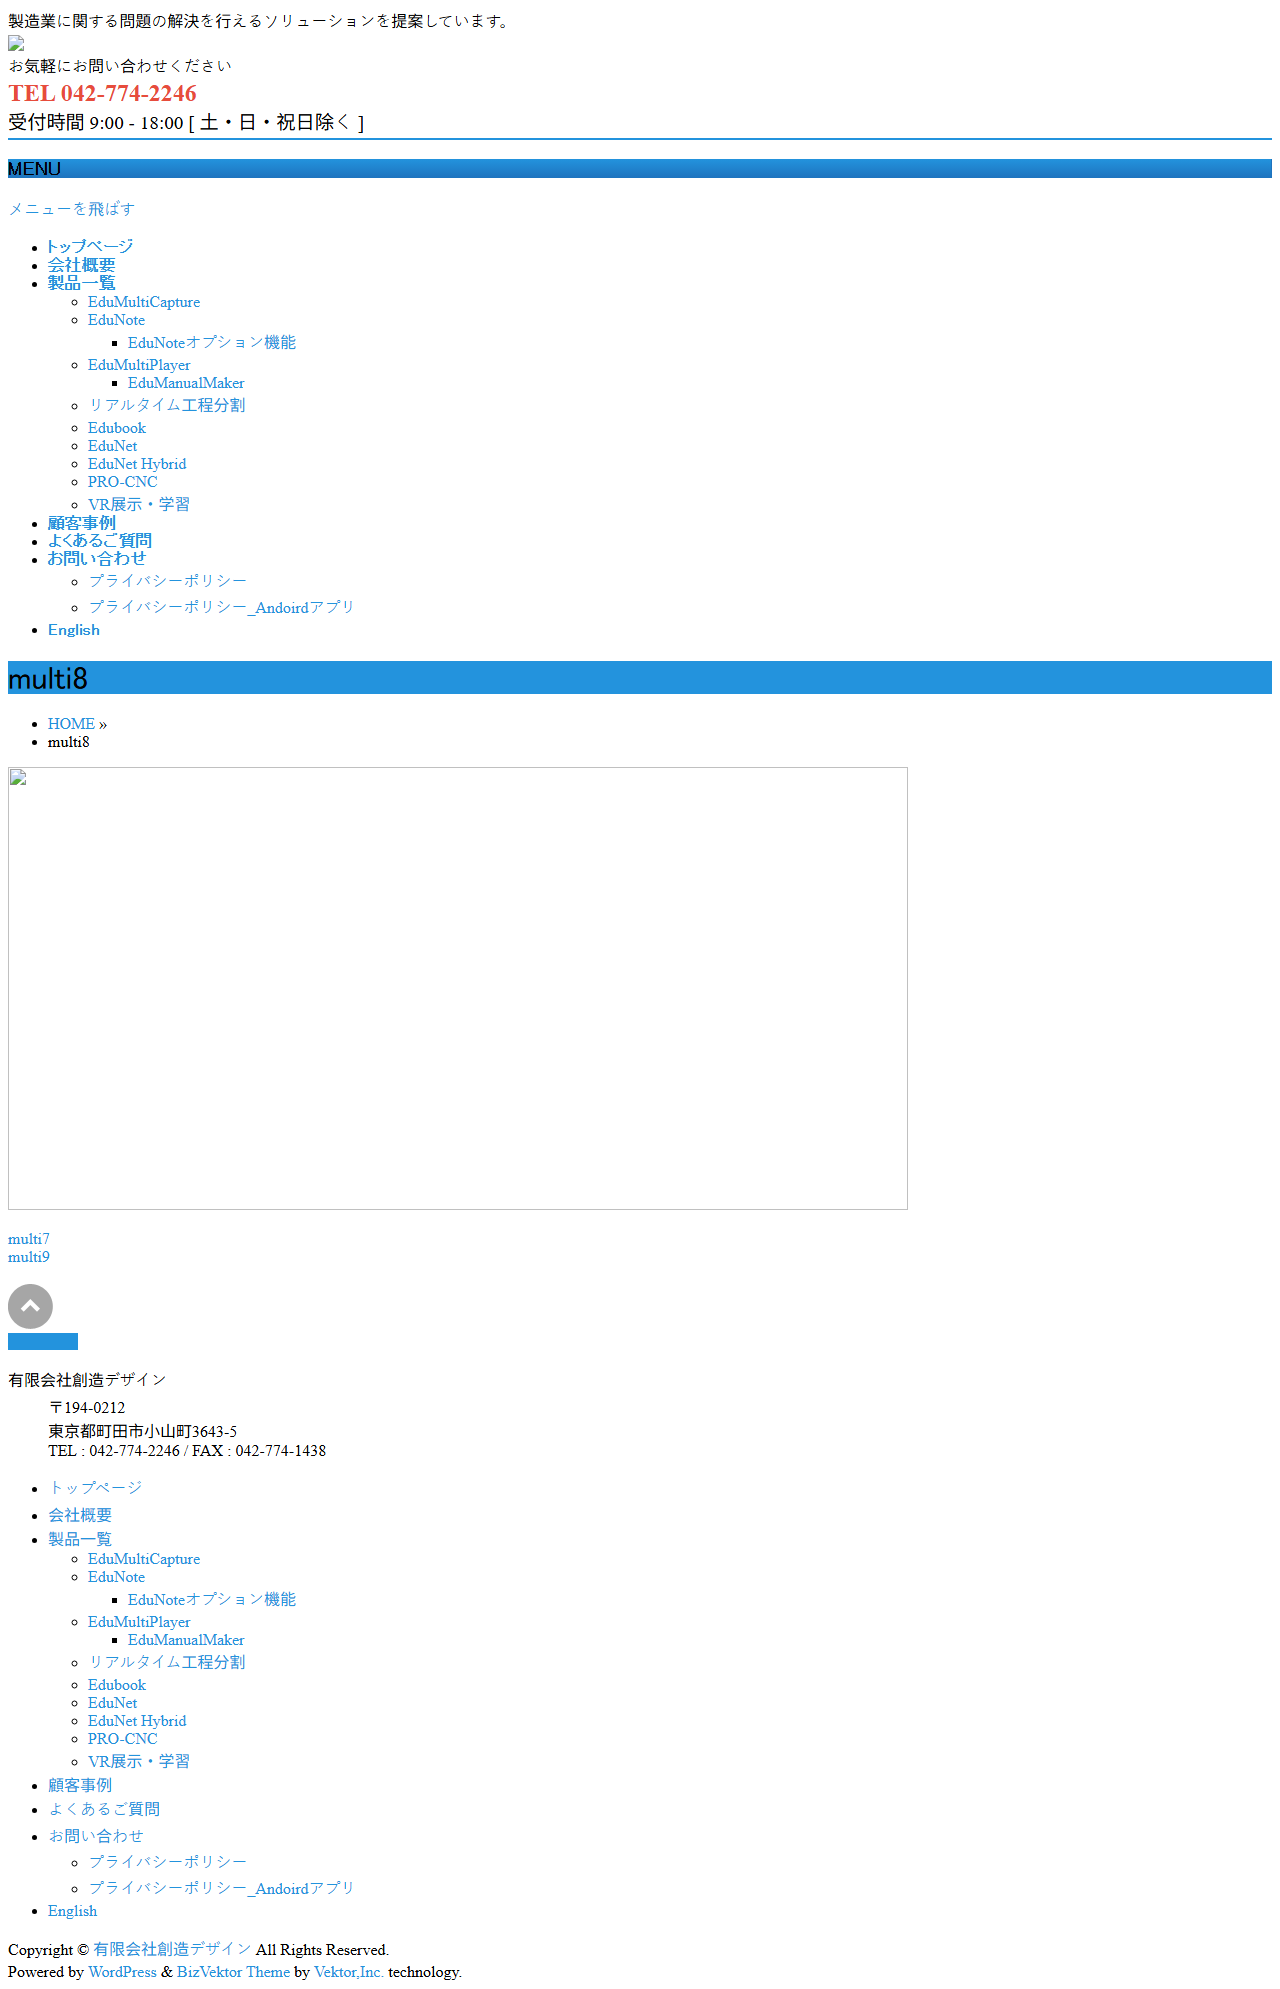 製造業に関する問題の解決を行えるソリューションを提案しています。
お気軽にお問い合わせください
TEL 042-774-2246
受付時間 9:00 - 18:00 [ 土・日・祝日除く ]
MENU
メニューを飛ばす
トップページ
会社概要
製品一覧
EduMultiCapture
EduNote
EduNoteオプション機能
EduMultiPlayer
EduManualMaker
リアルタイム工程分割
Edubook
EduNet
EduNet Hybrid
PRO-CNC
VR展示・学習
顧客事例
よくあるご質問
お問い合わせ
プライバシーポリシー
プライバシーポリシー_Andoirdアプリ
English
multi8
HOME »
multi8
multi7
multi9
有限会社創造デザイン
〒194-0212
東京都町田市小山町3643-5
TEL : 042-774-2246 / FAX : 042-774-1438
トップページ
会社概要
製品一覧
EduMultiCapture
EduNote
EduNoteオプション機能
EduMultiPlayer
EduManualMaker
リアルタイム工程分割
Edubook
EduNet
EduNet Hybrid
PRO-CNC
VR展示・学習
顧客事例
よくあるご質問
お問い合わせ
プライバシーポリシー
プライバシーポリシー_Andoirdアプリ
English
Copyright © 有限会社創造デザイン All Rights Reserved.
Powered by WordPress & BizVektor Theme by Vektor,Inc. technology.